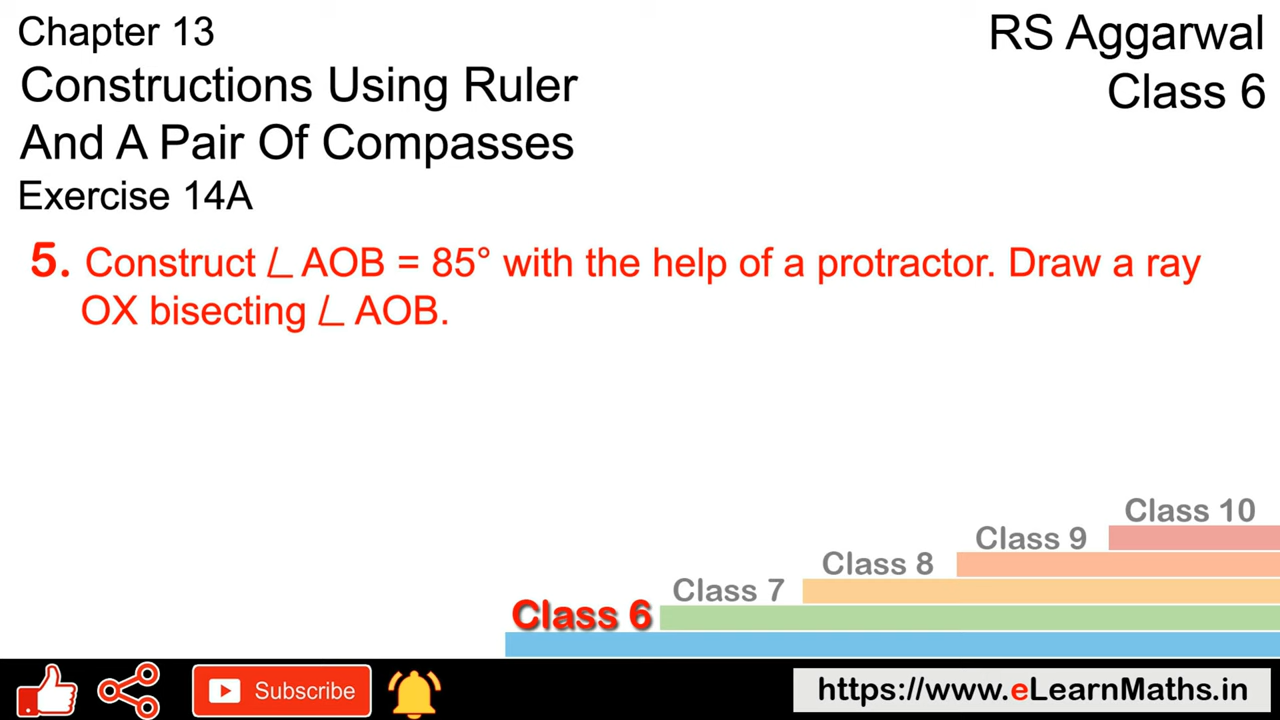 Chapter 13
RS Aggarwal
Constructions Using Ruler
Class 6
And A Pair Of Compasses
Exercise 14A
5. Construct ∠AOB = 85° with the help of a protractor. Draw a ray
OX bisecting ∠AOB.
Class 10
Class 9
Class 8
Class 7
Class 6
Subscribe
https://www.eLearnMaths.in